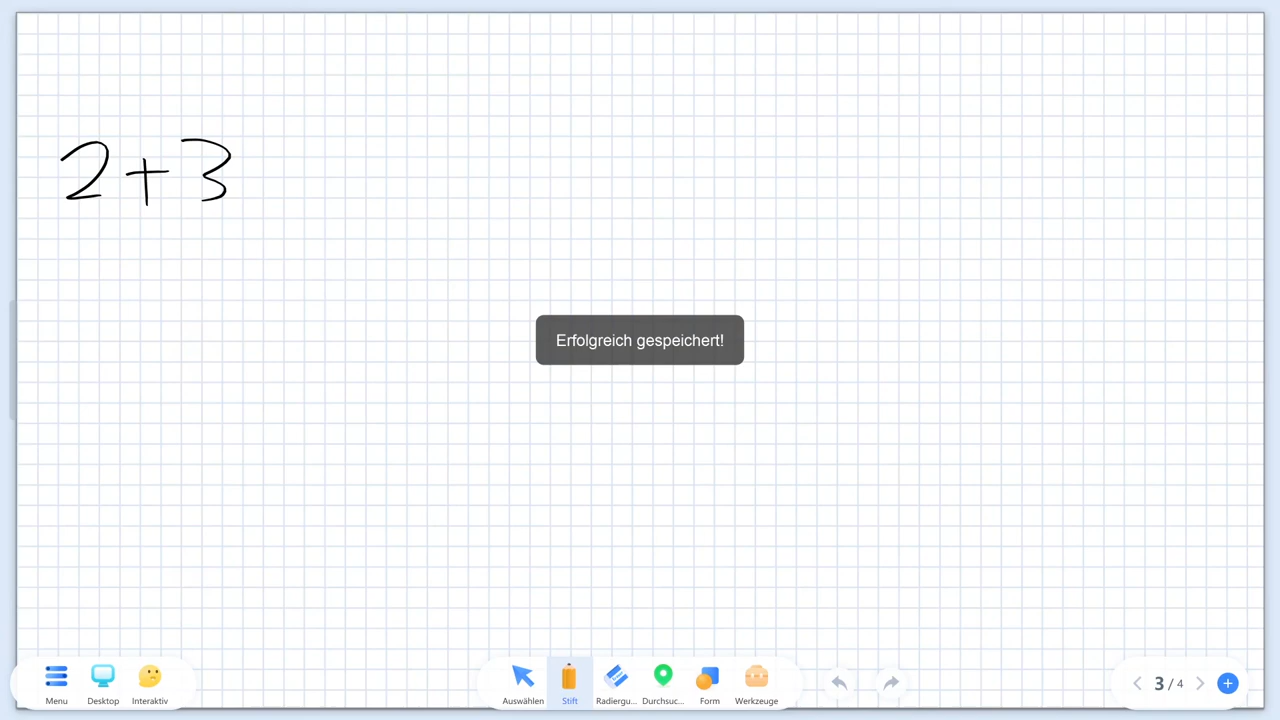 2+3
Erfolgreich gespeichert!
Menu Desktop Interaktiv Auswählen Stift Radiergu... Durchsuc... Form Werkzeuge 3 / 4